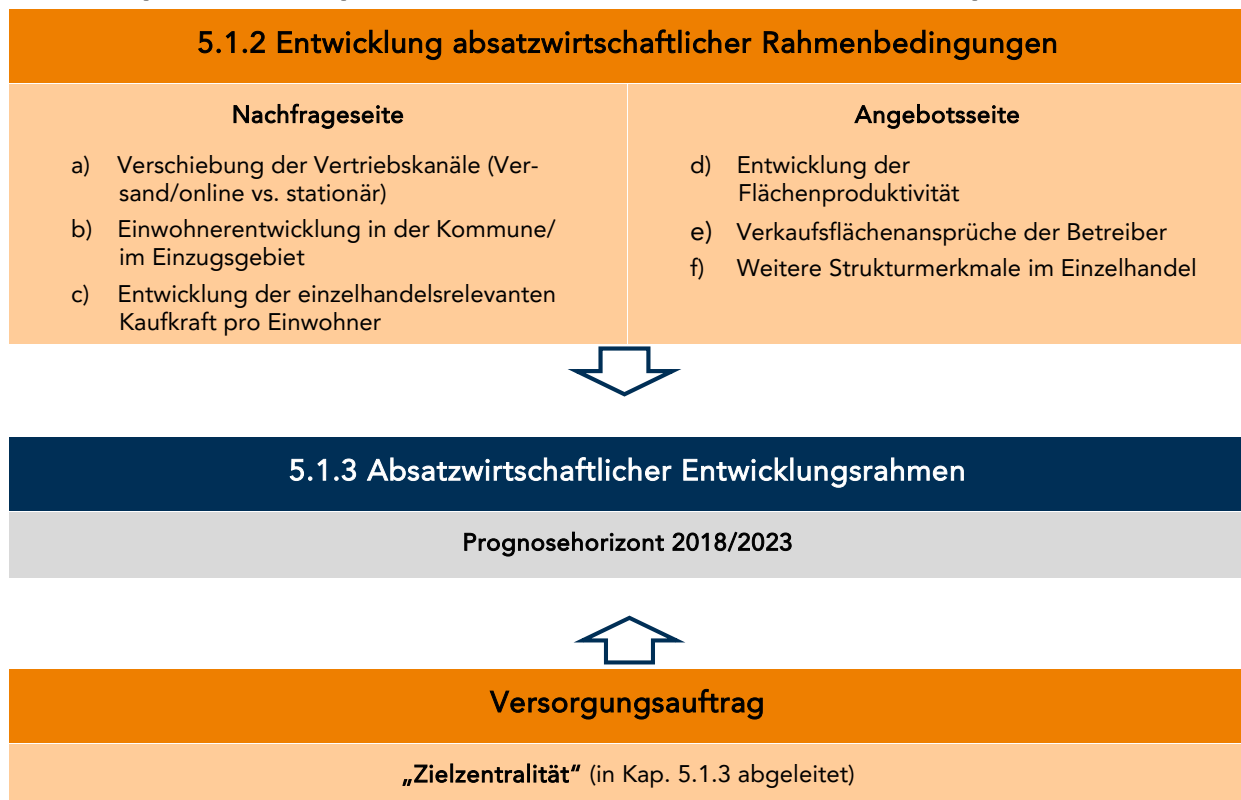 5.1.2 Entwicklung absatzwirtschaftlicher Rahmenbedingungen
Nachfrageseite
a) Verschiebung der Vertriebskanäle (Ver-
sand/online vs. stationär)
b) Einwohnerentwicklung in der Kommune/
im Einzugsgebiet
c) Entwicklung der einzelhandelsrelevanten
Kaufkraft pro Einwohner
Angebotsseite
d) Entwicklung der
Flächenproduktivität
e) Verkaufsflächenansprüche der Betreiber
f) Weitere Strukturmerkmale im Einzelhandel
5.1.3 Absatzwirtschaftlicher Entwicklungsrahmen
Prognosehorizont 2018/2023
Versorgungsauftrag
„Zielzentralität“ (in Kap. 5.1.3 abgeleitet)